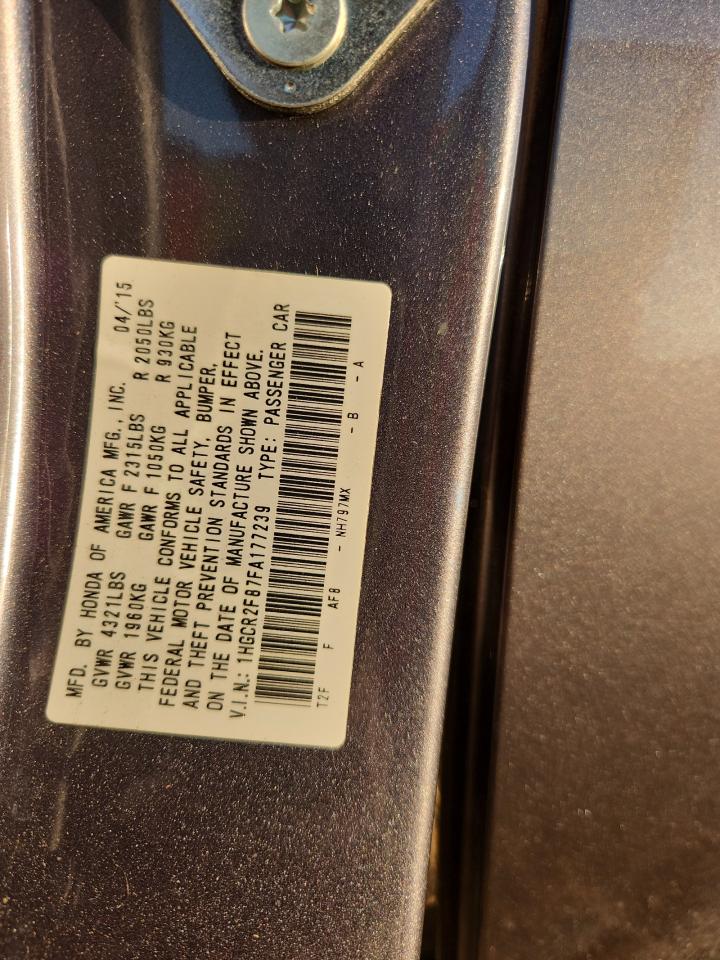 MFD. BY HONDA OF AMERICA MFG., INC. 04/'15
GVWR 4321LBS GAWR F 2315LBS R 2050LBS
GVWR 1960KG GAWR F 1050KG R 930KG
THIS VEHICLE CONFORMS TO ALL APPLICABLE
FEDERAL MOTOR VEHICLE SAFETY, BUMPER,
AND THEFT PREVENTION STANDARDS IN EFFECT
ON THE DATE OF MANUFACTURE SHOWN ABOVE.
V.I.N.: 1HGCR2F87FA177239 TYPE: PASSENGER CAR
T2F F AF8 - NH797MX - B - A